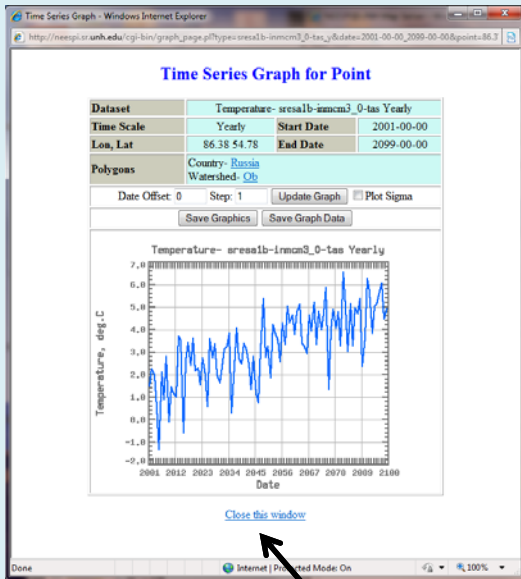 Time Series Graph - Windows Internet Explorer
http://neespi.sr.unh.edu/cgi-bin/graph_page.pl?type=sresa1b-inmcm3_0-tas_y&date=2001-00-00_2099-00-00&point=86.3
Time Series Graph for Point
Dataset Temperature- sresa1b-inmcm3_0-tas Yearly
Time Scale Yearly Start Date 2001-00-00
Lon, Lat 86.38 54.78 End Date 2099-00-00
Polygons Country- Russia
Watershed- Ob
Date Offset: 0 Step: 1 Update Graph Plot Sigma
Save Graphics Save Graph Data
Temperature- sresa1b-inmcm3_0-tas Yearly
7.0
6.0
5.0
4.0
3.0
2.0
1.0
0.0
-1.0
-2.0
Temperature, deg.C
2001 2012 2023 2034 2045 2056 2067 2078 2089 2100
Date
Close this window
Done Internet | Protected Mode: On 100%